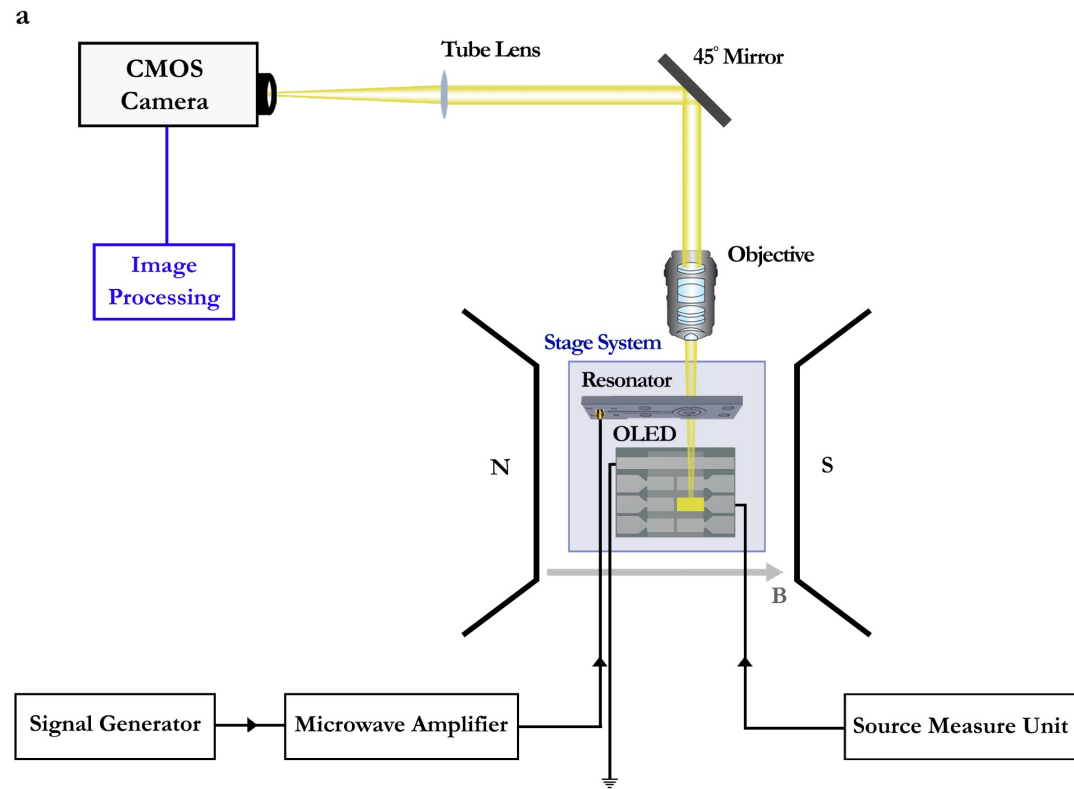 a
CMOS
Camera
Tube Lens
45° Mirror
Image
Processing
Objective
Stage System
Resonator
OLED
N
S
B
Signal Generator
Microwave Amplifier
Source Measure Unit